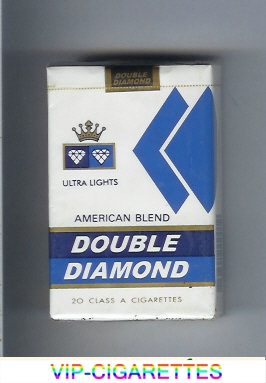 DOUBLE
DIAMOND
ULTRA LIGHTS
AMERICAN BLEND
DOUBLE
DIAMOND
20 CLASS A CIGARETTES
VIP-CIGARETTES